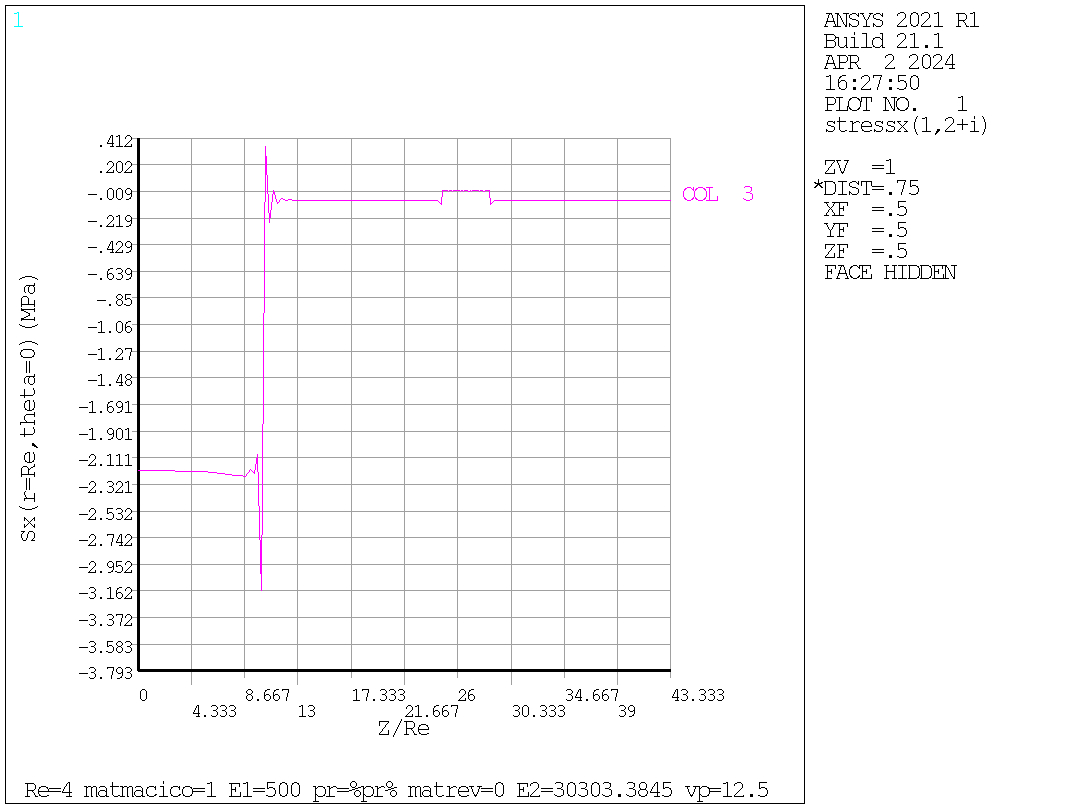 1
ANSYS 2021 R1
Build 21.1
APR  2 2024
16:27:50
PLOT NO.   1
stressx(1,2+i)
ZV  =1
*DIST=.75
XF  =.5
YF  =.5
ZF  =.5
FACE HIDDEN
COL  3
Sx(r=Re,theta=0)(MPa)
.412
.202
-.009
-.219
-.429
-.639
-.85
-1.06
-1.27
-1.48
-1.691
-1.901
-2.111
-2.321
-2.532
-2.742
-2.952
-3.162
-3.372
-3.583
-3.793
0 8.667 17.333 26 34.667 43.333
4.333 13 21.667 30.333 39
Z/Re
Re=4 matmacico=1 E1=500 pr=%pr% matrev=0 E2=30303.3845 vp=12.5